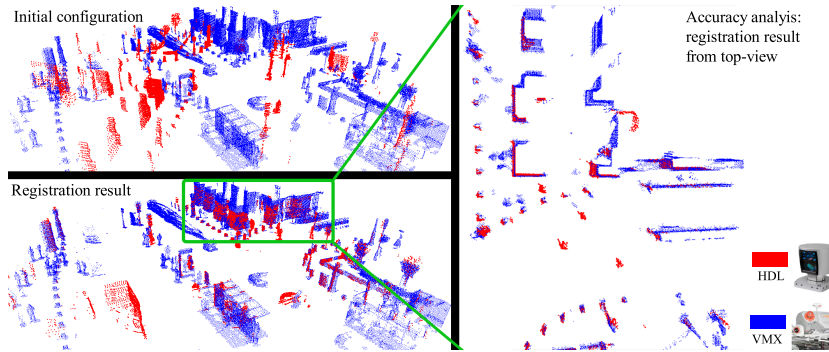 Initial configuration
Registration result
Accuracy analyis:
registration result
from top-view
HDL
VMX